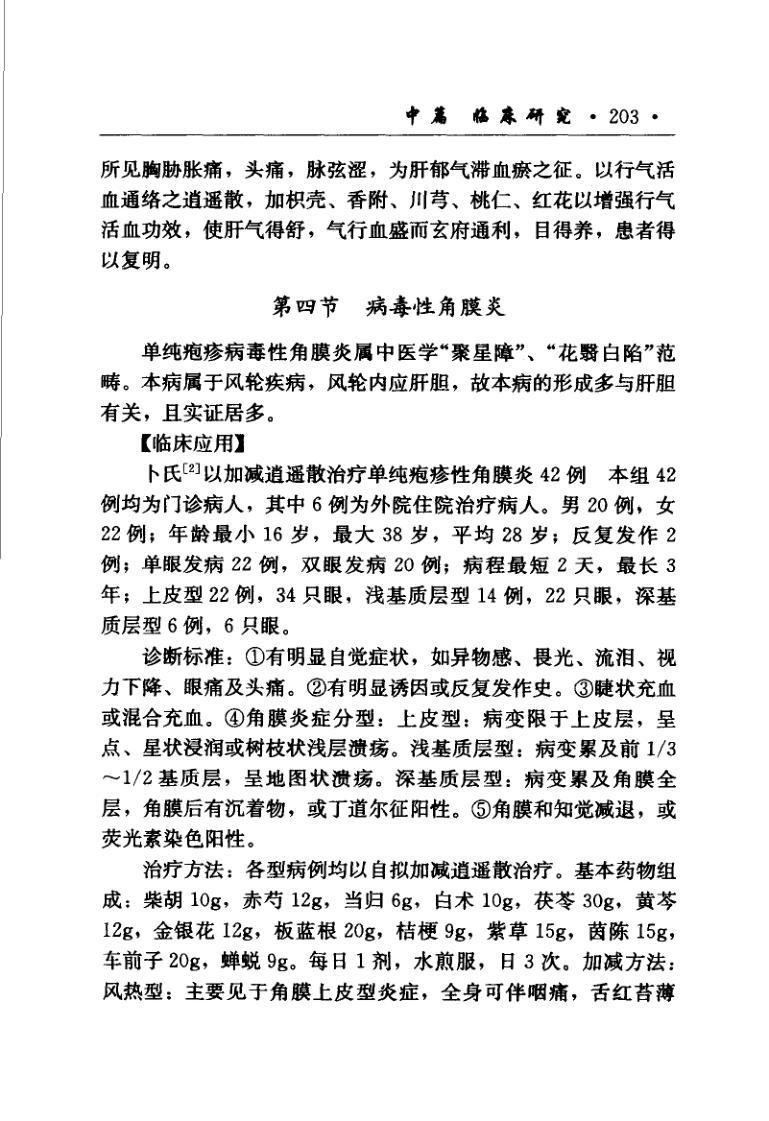 中篇 临床研究 • 203 •
所见胸胁胀痛，头痛，脉弦涩，为肝郁气滞血瘀之征。以行气活
血通络之逍遥散，加枳壳、香附、川芎、桃仁、红花以增强行气
活血功效，使肝气得舒，气行血盛而玄府通利，目得养，患者得
以复明。
第四节 病毒性角膜炎
单纯疱疹病毒性角膜炎属中医学“聚星障”、“花翳白陷”范
畴。本病属于风轮疾病，风轮内应肝胆，故本病的形成多与肝胆
有关，且实证居多。
【临床应用】
卜氏[2]以加减逍遥散治疗单纯疱疹性角膜炎 42 例 本组 42
例均为门诊病人，其中 6 例为外院住院治疗病人。男 20 例，女
22 例；年龄最小 16 岁，最大 38 岁，平均 28 岁；反复发作 2
例；单眼发病 22 例，双眼发病 20 例；病程最短 2 天，最长 3
年；上皮型 22 例，34 只眼，浅基质层型 14 例，22 只眼，深基
质层型 6 例，6 只眼。
诊断标准：①有明显自觉症状，如异物感、畏光、流泪、视
力下降、眼痛及头痛。②有明显诱因或反复发作史。③睫状充血
或混合充血。④角膜炎症分型：上皮型：病变限于上皮层，呈
点、星状浸润或树枝状浅层溃疡。浅基质层型：病变累及前 1/3
～1/2 基质层，呈地图状溃疡。深基质层型：病变累及角膜全
层，角膜后有沉着物，或丁道尔征阳性。⑤角膜和知觉减退，或
荧光素染色阳性。
治疗方法：各型病例均以自拟加减逍遥散治疗。基本药物组
成：柴胡 10g，赤芍 12g，当归 6g，白术 10g，茯苓 30g，黄芩
12g，金银花 12g，板蓝根 20g，桔梗 9g，紫草 15g，茵陈 15g，
车前子 20g，蝉蜕 9g。每日 1 剂，水煎服，日 3 次。加减方法：
风热型：主要见于角膜上皮型炎症，全身可伴咽痛，舌红苔薄